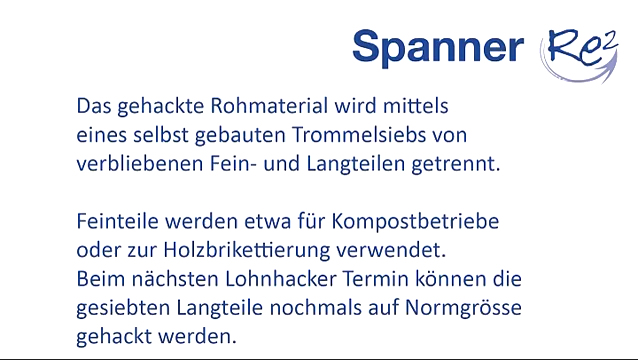 Spanner Re²
Das gehackte Rohmaterial wird mittels
eines selbst gebauten Trommelsiebs von
verbliebenen Fein- und Langteilen getrennt.
Feinteile werden etwa für Kompostbetriebe
oder zur Holzbrikettierung verwendet.
Beim nächsten Lohnhacker Termin können die
gesiebten Langteile nochmals auf Normgrösse
gehackt werden.